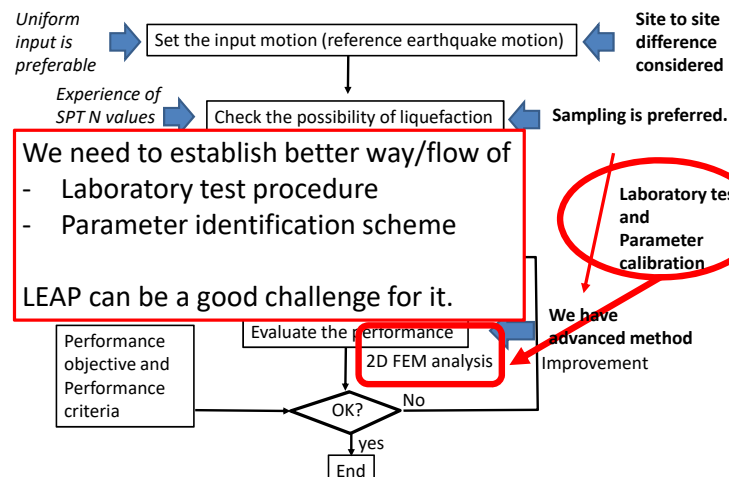 Uniform
input is
preferable
Set the input motion (reference earthquake motion)
Site to site
difference
considered
Experience of
SPT N values
Check the possibility of liquefaction
Sampling is preferred.
We need to establish better way/flow of
- Laboratory test procedure
- Parameter identification scheme
LEAP can be a good challenge for it.
Laboratory
and
Parameter
calibration
We have
advanced method
Improvement
Evaluate the performance
2D FEM analysis
Performance
objective and
Performance
criteria
OK?
No
yes
End